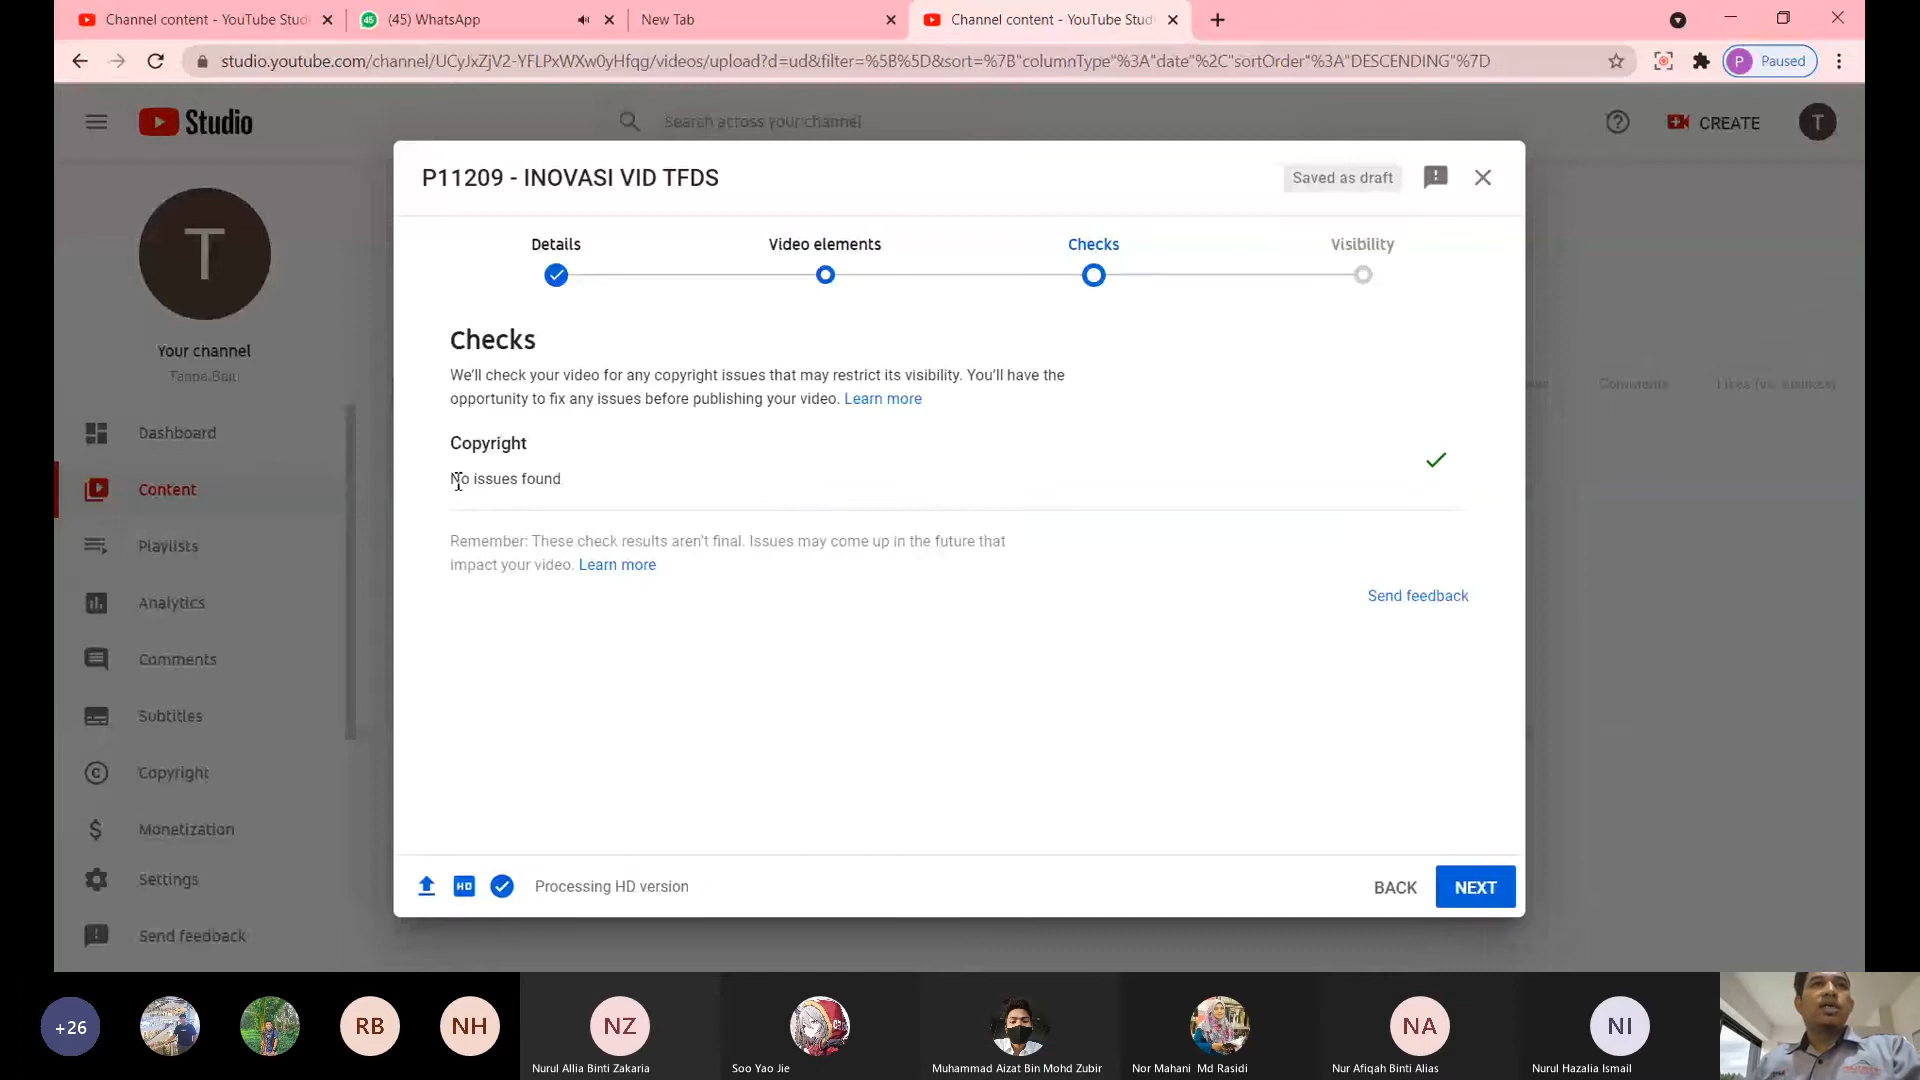 Channel content - YouTube Stud
(45) WhatsApp
New Tab
Channel content - YouTube Stud
studio.youtube.com/channel/UCyJxZjV2-YFLPxWXw0yHfqg/videos/upload?d=ud&filter=%5B%5D&sort=%7B"columnType"%3A"date"%2C"sortOrder"%3A"DESCENDING"%7D
P Paused
Studio
Search across your channel
CREATE
T
P11209 - INOVASI VID TFDS
Saved as draft
T
Details
Video elements
Checks
Visibility
Your channel
Checks
We'll check your video for any copyright issues that may restrict its visibility. You'll have the
opportunity to fix any issues before publishing your video. Learn more
Comments
Dashboard
Content
Playlists
Analytics
Comments
Subtitles
Copyright
Monetization
Settings
Send feedback
Copyright
No issues found
Remember: These check results aren't final. Issues may come up in the future that
impact your video. Learn more
Send feedback
HD
Processing HD version
BACK
NEXT
+26
RB
NH
NZ
NA
NI
Nurul Allia Binti Zakaria
Soo Yao Jie
Muhammad Aizat Bin Mohd Zubir
Nor Mahani Md Rasidi
Nur Afiqah Binti Alias
Nurul Hazalia Ismail